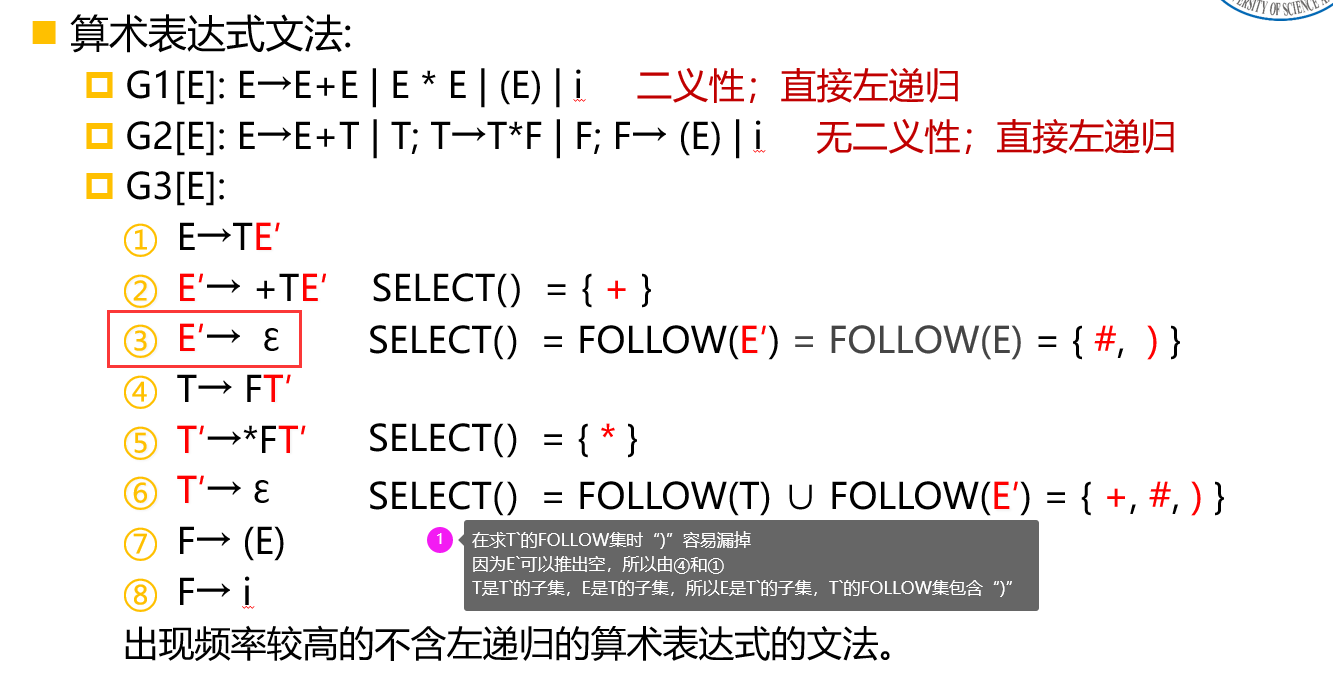 VERSITY OF SCIENCE A
算术表达式文法:
G1[E]: E→E+E | E * E | (E) | i 二义性；直接左递归
G2[E]: E→E+T | T; T→T*F | F; F→ (E) | i 无二义性；直接左递归
G3[E]:
① E→TE′
② E′→ +TE′ SELECT() = { + }
③ E′→ ε SELECT() = FOLLOW(E′) = FOLLOW(E) = { #, ) }
④ T→ FT′
⑤ T′→*FT′ SELECT() = { * }
⑥ T′→ ε SELECT() = FOLLOW(T) ∪ FOLLOW(E′) = { +, #, ) }
⑦ F→ (E)
1 在求T`的FOLLOW集时“)”容易漏掉
因为E`可以推出空，所以由④和①
T是T`的子集，E是T的子集，所以E是T`的子集，T`的FOLLOW集包含“)”
⑧ F→ i
出现频率较高的不含左递归的算术表达式的文法。